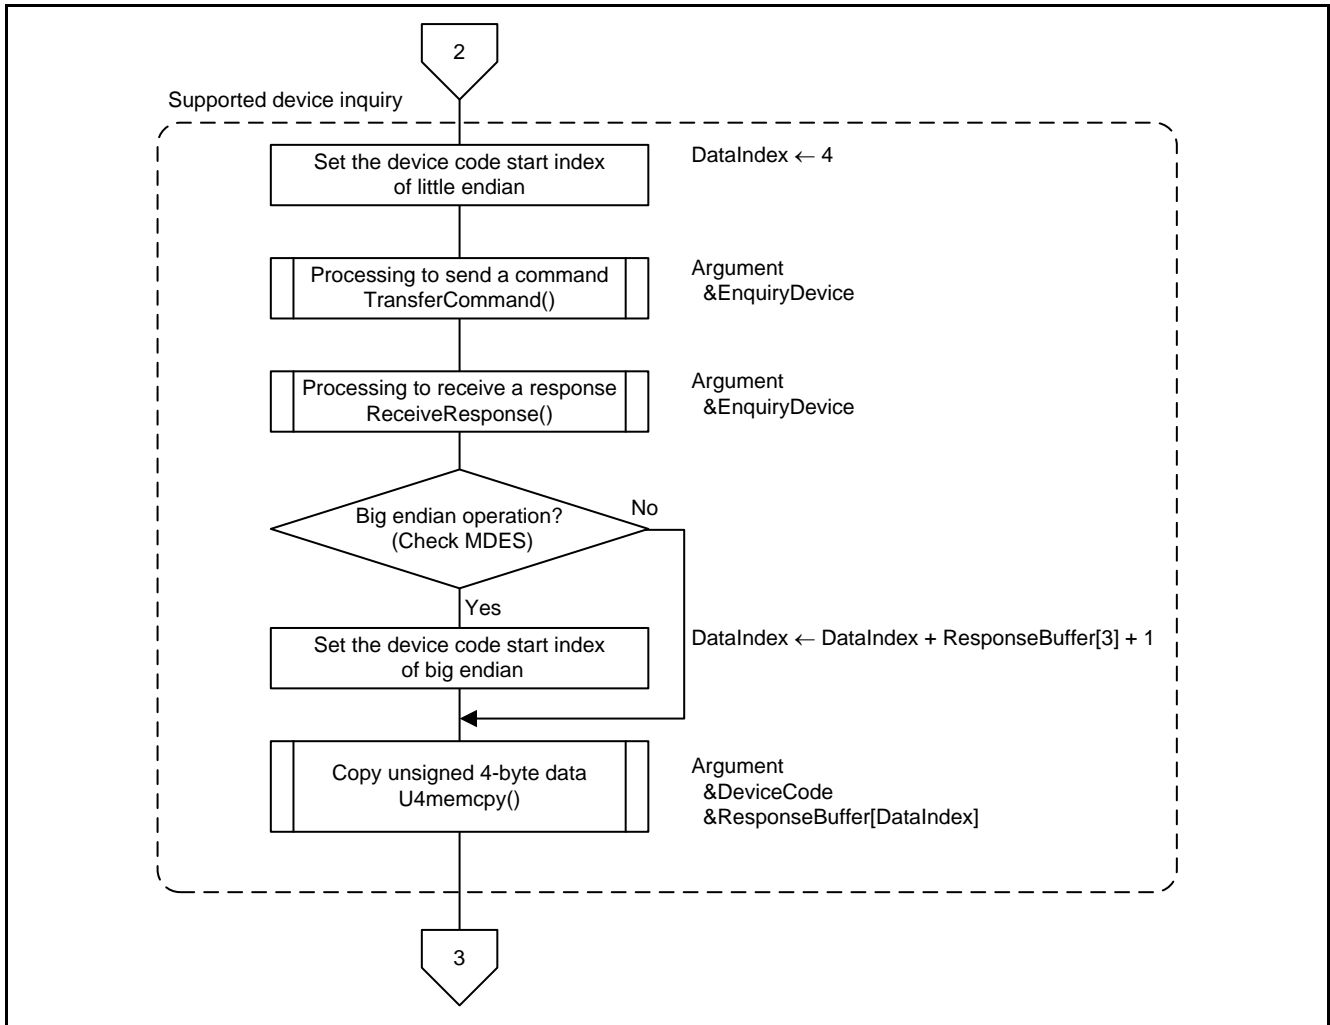 2
Supported device inquiry
Set the device code start index
of little endian
DataIndex ← 4
Processing to send a command
TransferCommand()
Argument
&EnquiryDevice
Processing to receive a response
ReceiveResponse()
Argument
&EnquiryDevice
Big endian operation?
(Check MDES)
No
Yes
Set the device code start index
of big endian
DataIndex ← DataIndex + ResponseBuffer[3] + 1
Copy unsigned 4-byte data
U4memcpy()
Argument
&DeviceCode
&ResponseBuffer[DataIndex]
3